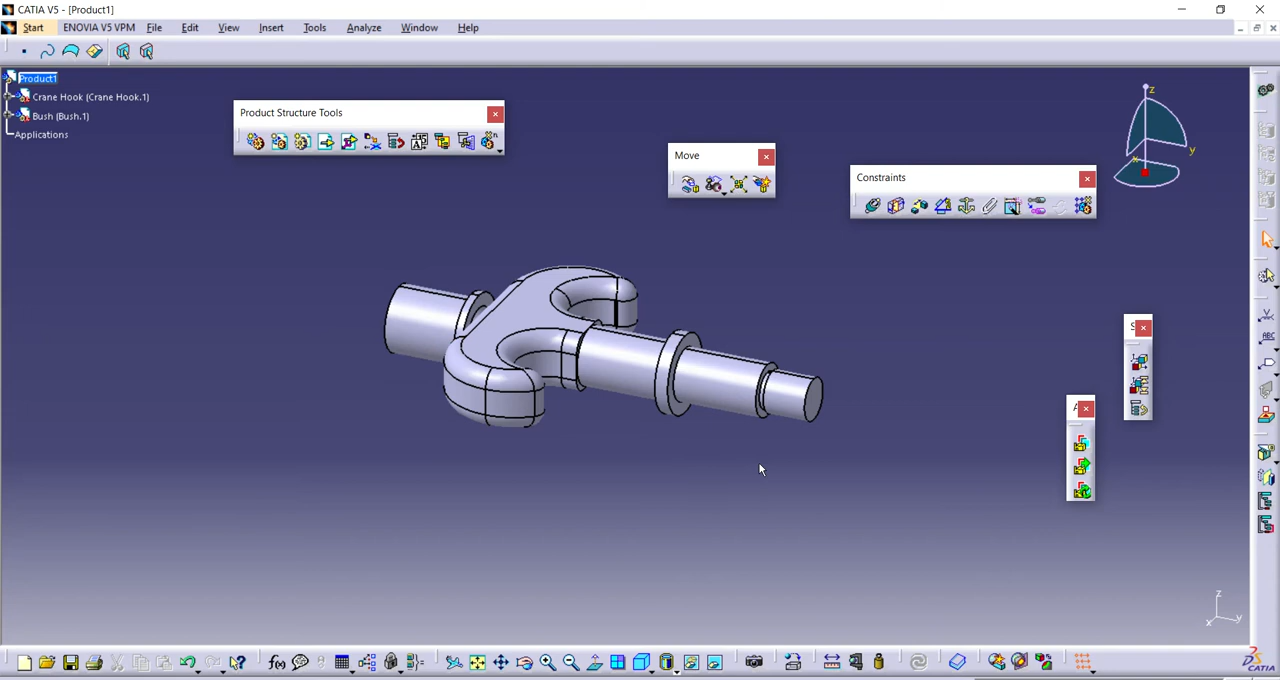 CATIA V5 - [Product1]
Start ENOVIA V5 VPM File Edit View Insert Tools Analyze Window Help
Product1
Crane Hook (Crane Hook.1)
Bush (Bush.1)
Applications
Product Structure Tools
Move
Constraints
z
y
x
f(x)
z
x y
CATIA